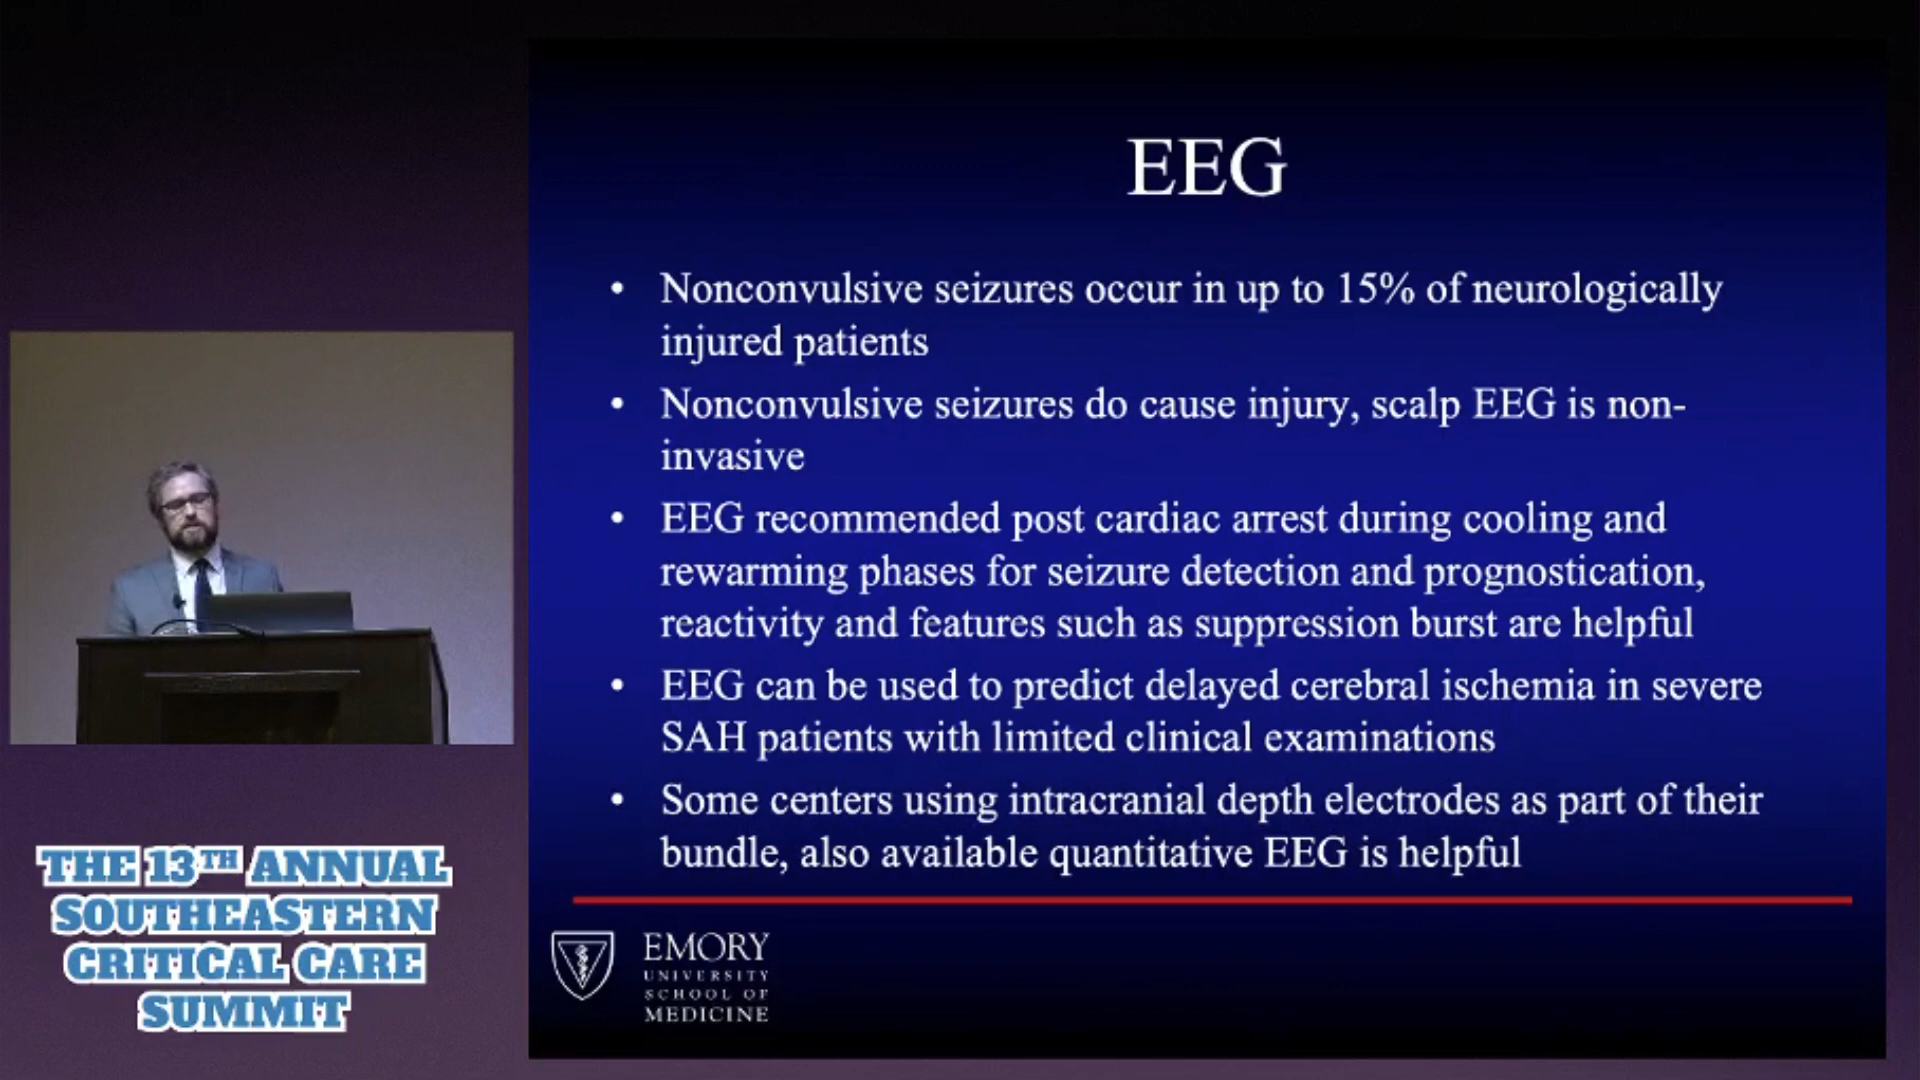 EEG
• Nonconvulsive seizures occur in up to 15% of neurologically
injured patients
• Nonconvulsive seizures do cause injury, scalp EEG is non-
invasive
• EEG recommended post cardiac arrest during cooling and
rewarming phases for seizure detection and prognostication,
reactivity and features such as suppression burst are helpful
• EEG can be used to predict delayed cerebral ischemia in severe
SAH patients with limited clinical examinations
• Some centers using intracranial depth electrodes as part of their
bundle, also available quantitative EEG is helpful
EMORY
UNIVERSITY
SCHOOL OF
MEDICINE
THE 13TH ANNUAL
SOUTHEASTERN
CRITICAL CARE
SUMMIT